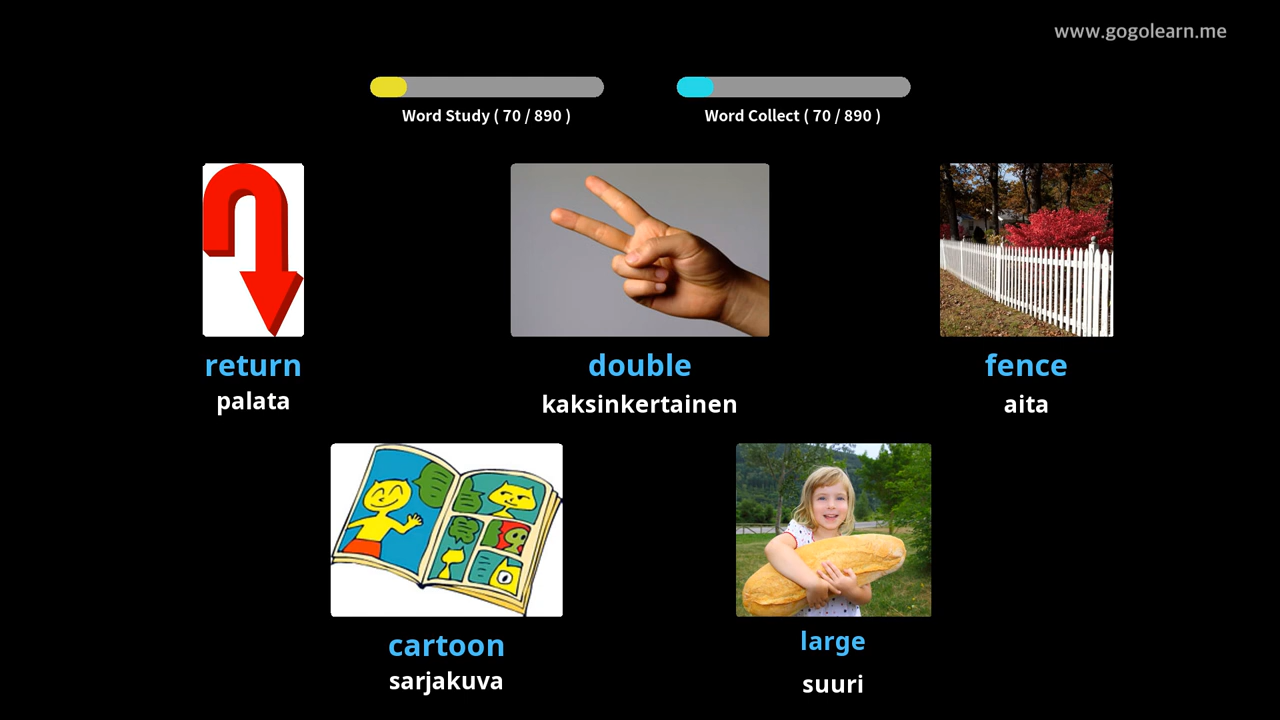 www.gogolearn.me
Word Study ( 70 / 890 )
Word Collect ( 70 / 890 )
return
palata
double
kaksinkertainen
fence
aita
cartoon
sarjakuva
large
suuri